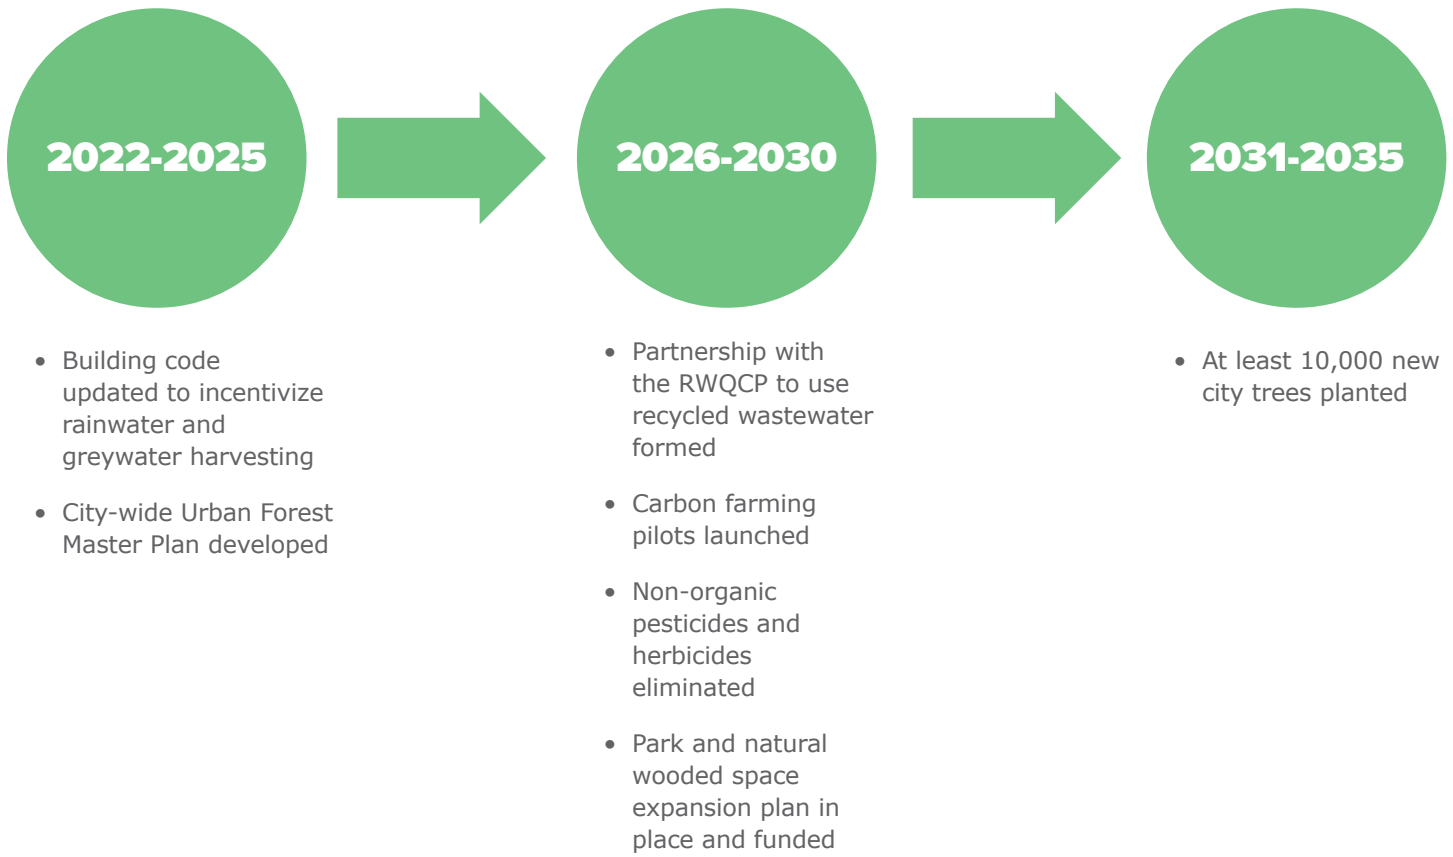 2022-2025
2026-2030
2031-2035
• Building code
updated to incentivize
rainwater and
greywater harvesting
• City-wide Urban Forest
Master Plan developed
• Partnership with
the RWQCP to use
recycled wastewater
formed
• Carbon farming
pilots launched
• Non-organic
pesticides and
herbicides
eliminated
• Park and natural
wooded space
expansion plan in
place and funded
• At least 10,000 new
city trees planted